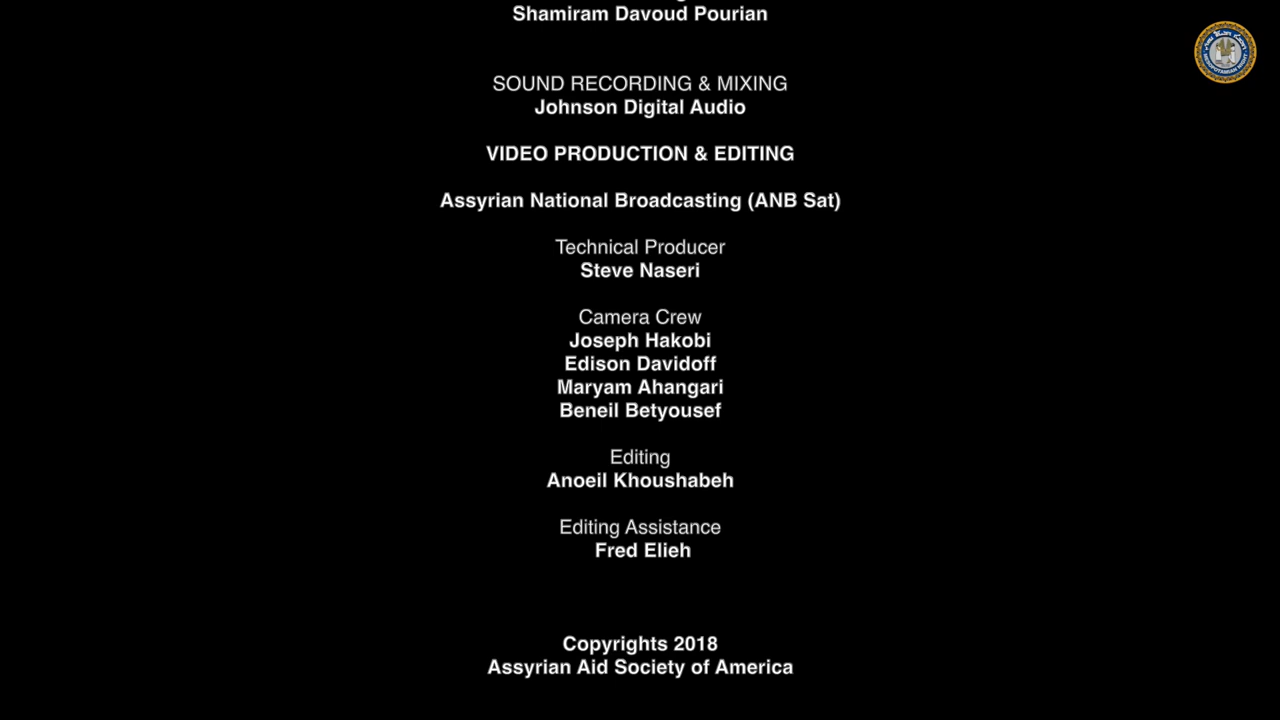 Shamiram Davoud Pourian
SOUND RECORDING & MIXING
Johnson Digital Audio
VIDEO PRODUCTION & EDITING
Assyrian National Broadcasting (ANB Sat)
Technical Producer
Steve Naseri
Camera Crew
Joseph Hakobi
Edison Davidoff
Maryam Ahangari
Beneil Betyousef
Editing
Anoeil Khoushabeh
Editing Assistance
Fred Elieh
Copyrights 2018
Assyrian Aid Society of America
MESOPOTAMIAN NIGHT